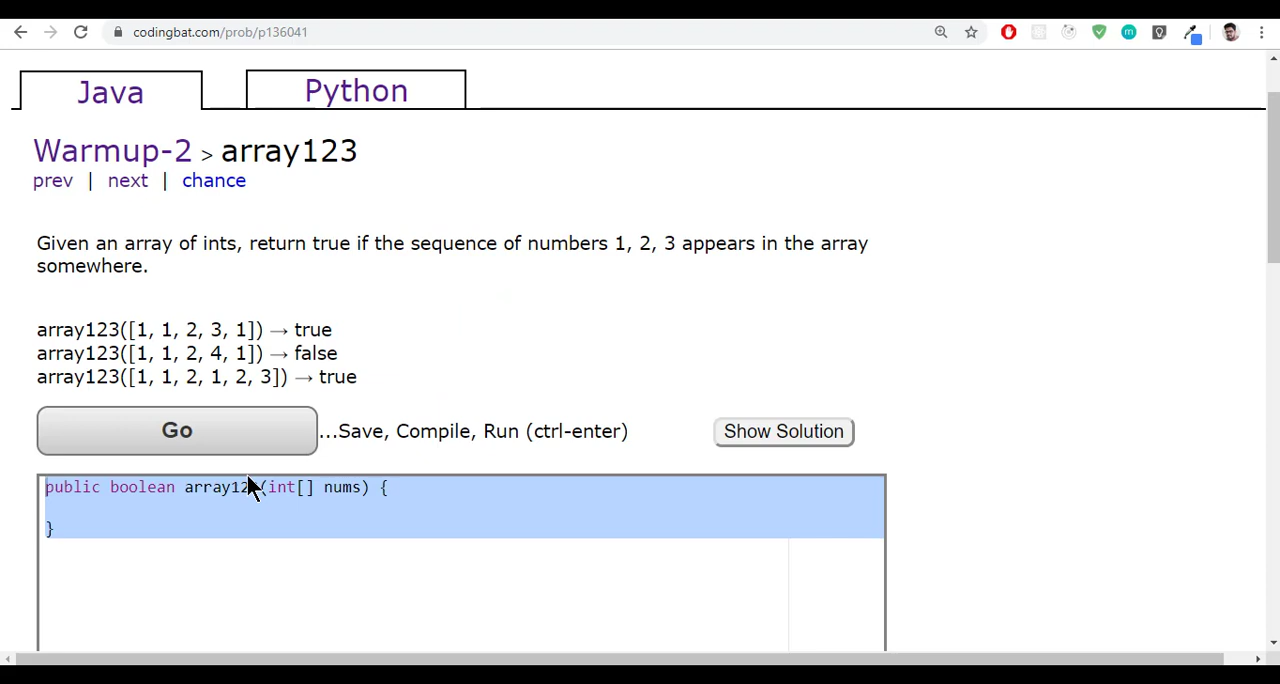 codingbat.com/prob/p136041
Java
Python
Warmup-2 > array123
prev | next | chance
Given an array of ints, return true if the sequence of numbers 1, 2, 3 appears in the array
somewhere.
array123([1, 1, 2, 3, 1]) → true
array123([1, 1, 2, 4, 1]) → false
array123([1, 1, 2, 1, 2, 3]) → true
Go ...Save, Compile, Run (ctrl-enter) Show Solution
public boolean array12 (int[] nums) {
}